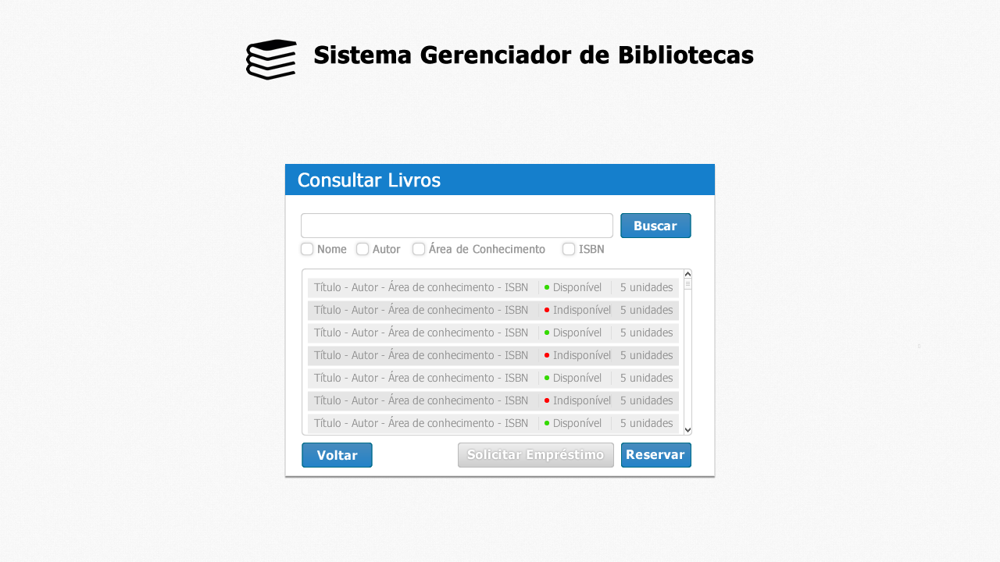 Sistema Gerenciador de Bibliotecas
Consultar Livros
Buscar
Nome Autor Área de Conhecimento ISBN
Título - Autor - Área de conhecimento - ISBN Disponível 5 unidades
Título - Autor - Área de conhecimento - ISBN Indisponível 5 unidades
Título - Autor - Área de conhecimento - ISBN Disponível 5 unidades
Título - Autor - Área de conhecimento - ISBN Indisponível 5 unidades
Título - Autor - Área de conhecimento - ISBN Disponível 5 unidades
Título - Autor - Área de conhecimento - ISBN Indisponível 5 unidades
Título - Autor - Área de conhecimento - ISBN Disponível 5 unidades
Voltar Solicitar Empréstimo Reservar